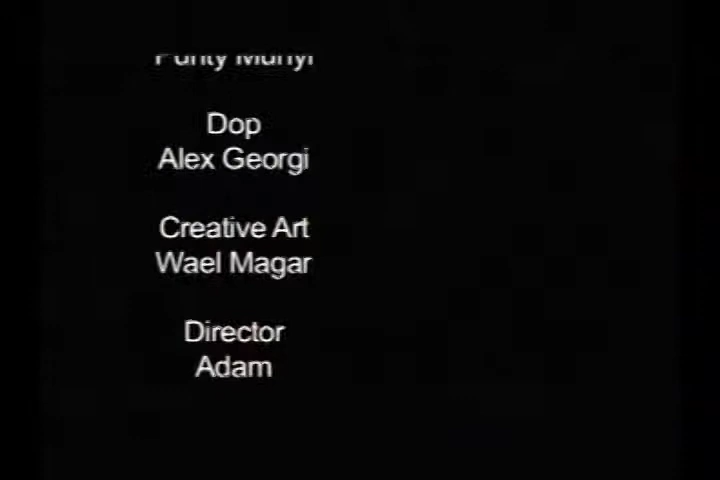 Dop
Alex Georgi
Creative Art
Wael Magar
Director
Adam